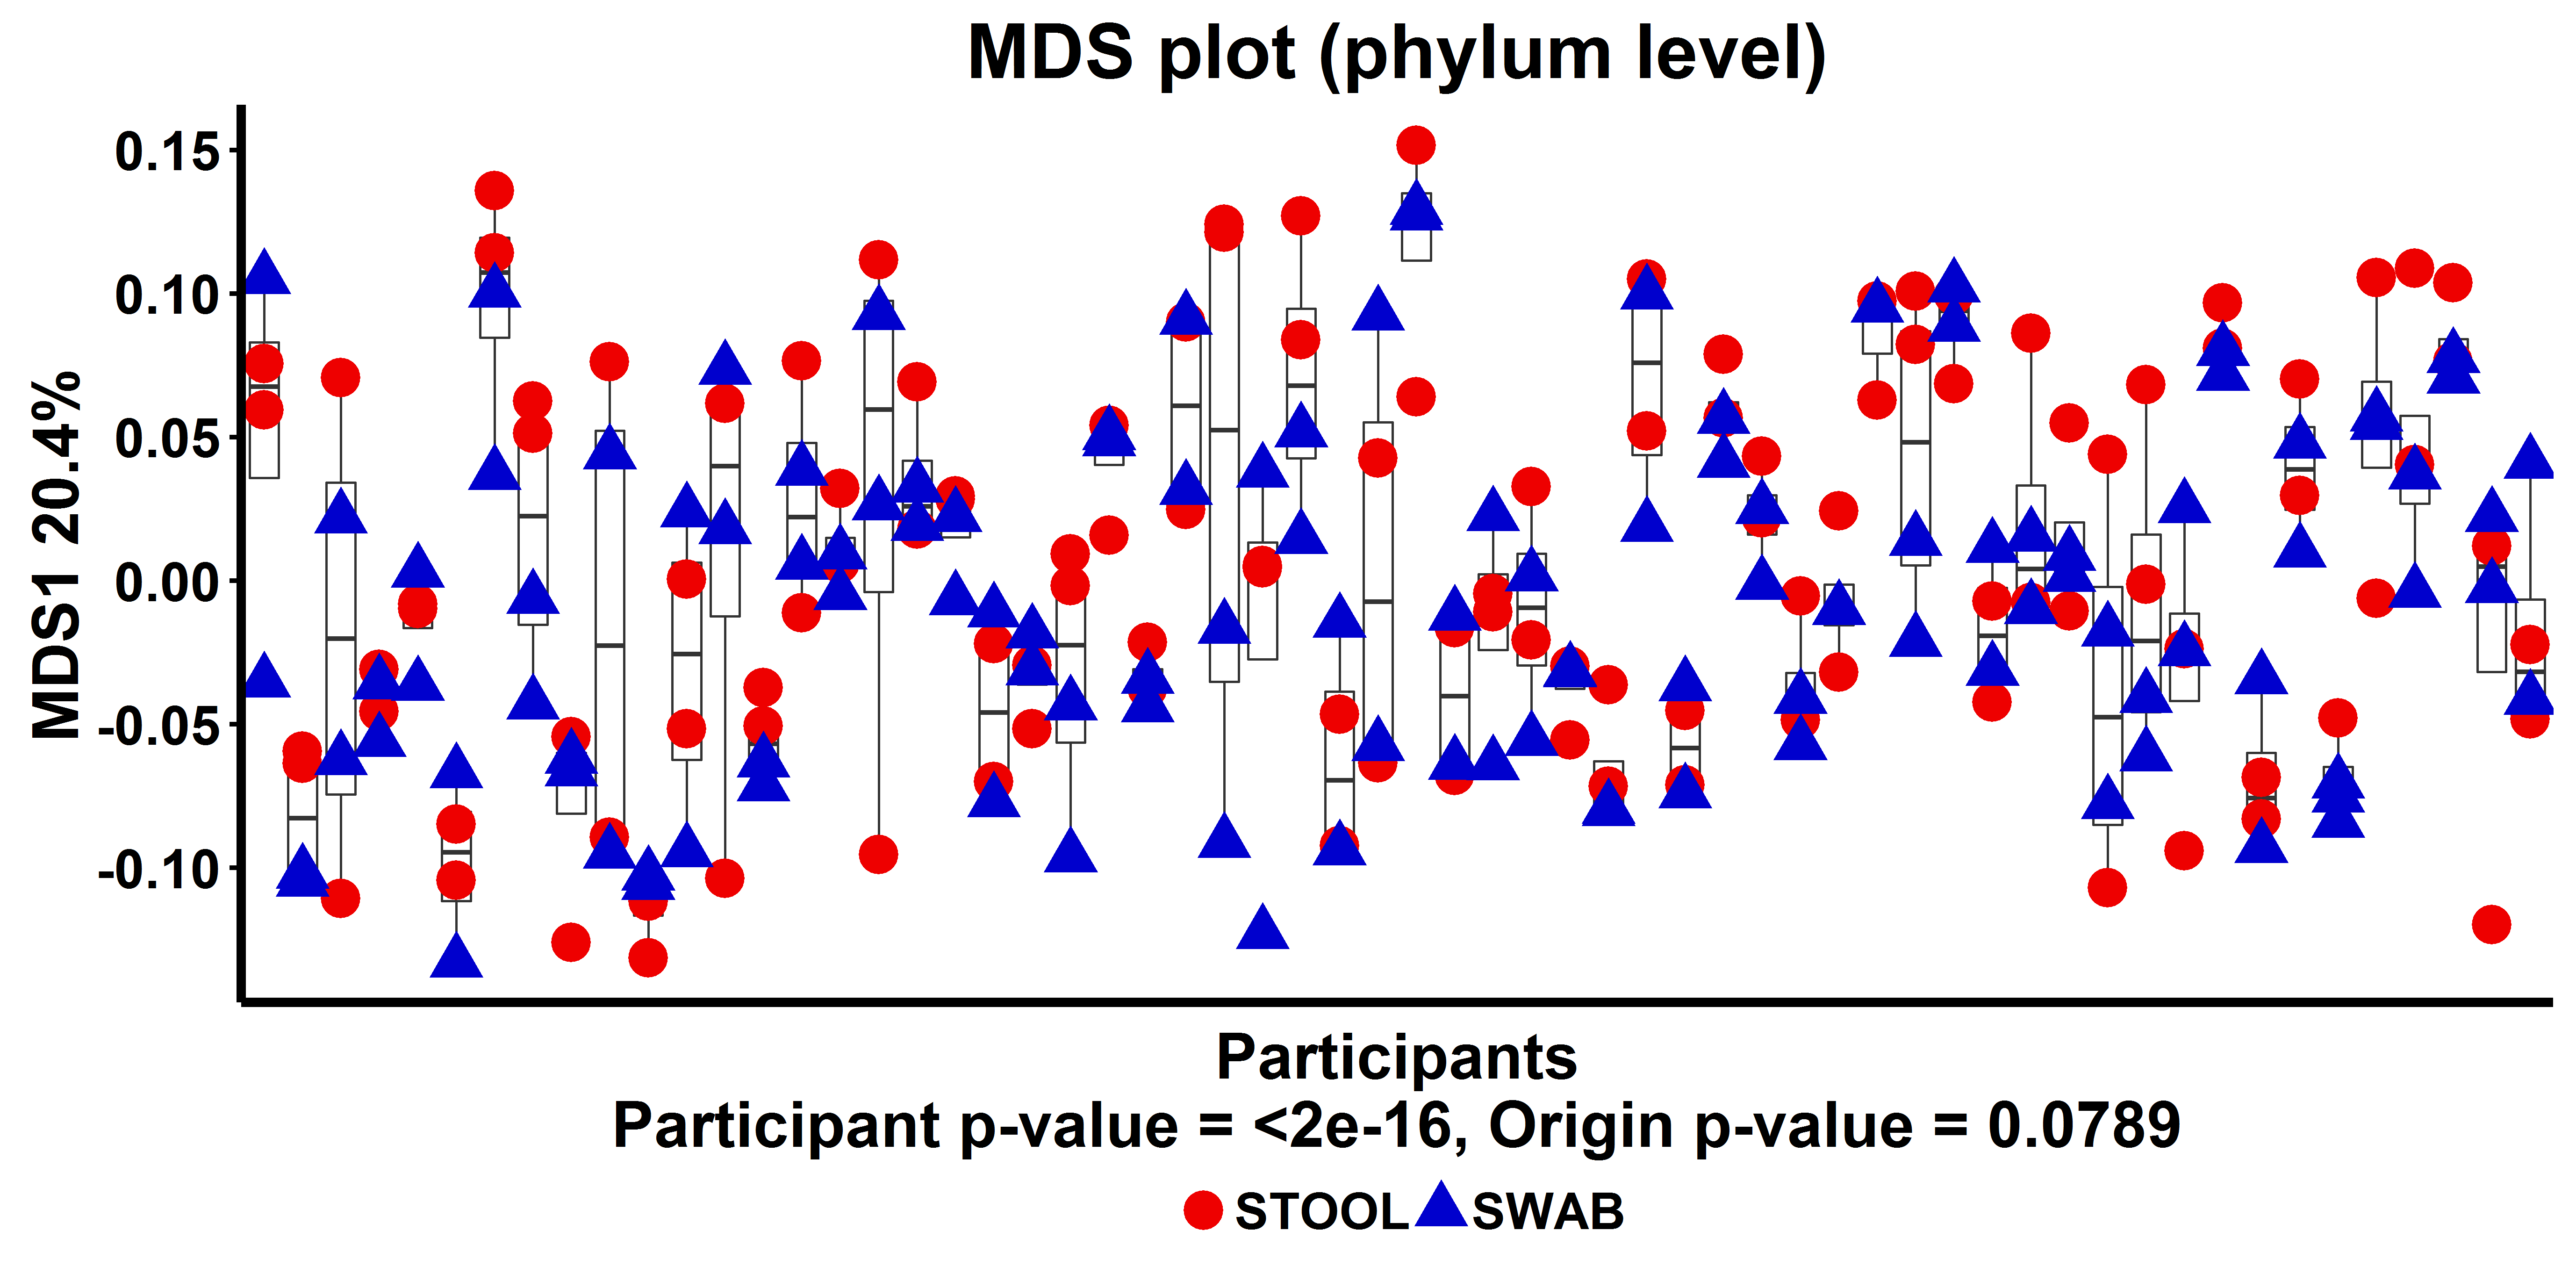 MDS plot (phylum level)
MDS1 20.4%
0.15
0.10
0.05
0.00
-0.05
-0.10
Participants
Participant p-value = <2e-16, Origin p-value = 0.0789
STOOL SWAB